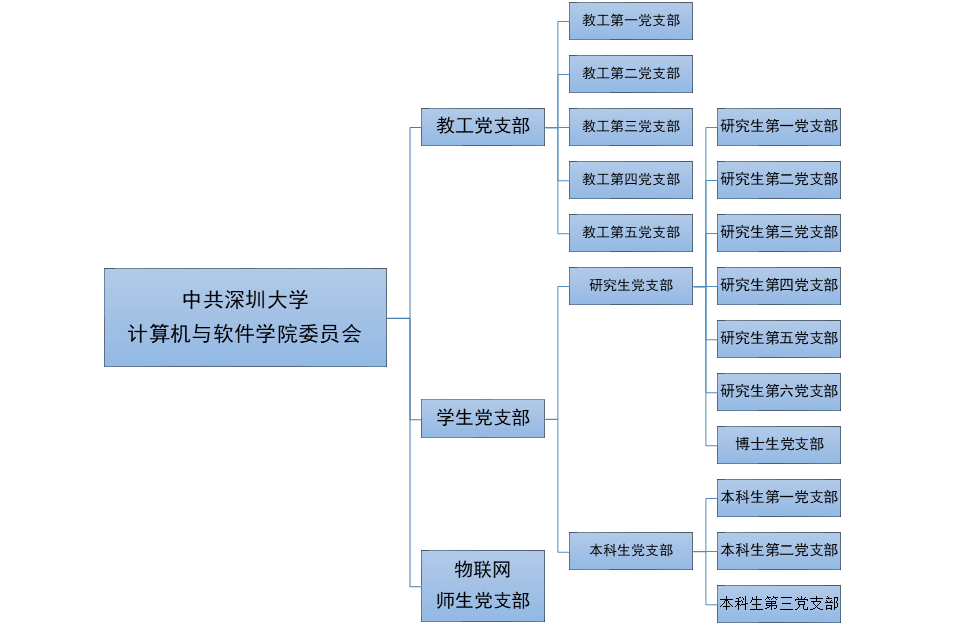 中共深圳大学
计算机与软件学院委员会
教工党支部
教工第一党支部
教工第二党支部
教工第三党支部
教工第四党支部
教工第五党支部
学生党支部
研究生党支部
研究生第一党支部
研究生第二党支部
研究生第三党支部
研究生第四党支部
研究生第五党支部
研究生第六党支部
博士生党支部
本科生党支部
本科生第一党支部
本科生第二党支部
本科生第三党支部
物联网
师生党支部